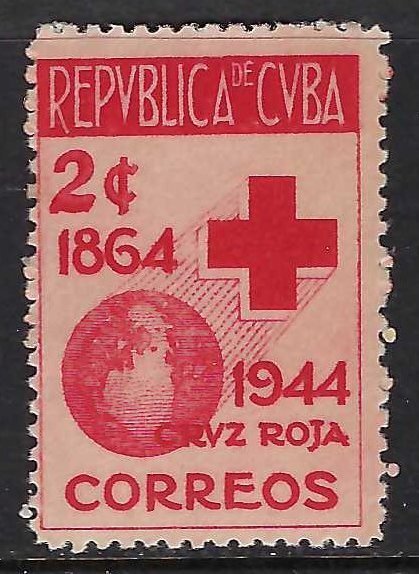 REPVBLICA DE CVBA
2¢
1864
1944
CRVZ ROJA
CORREOS